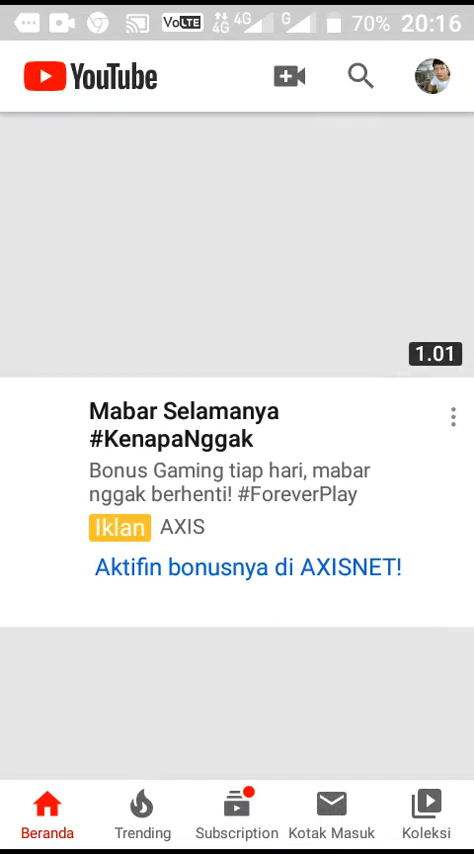 VoLTE 4G 4G G 70% 20:16
YouTube
1.01
Mabar Selamanya
#KenapaNggak
Bonus Gaming tiap hari, mabar
nggak berhenti! #ForeverPlay
Iklan AXIS
Aktifin bonusnya di AXISNET!
Beranda Trending Subscription Kotak Masuk Koleksi